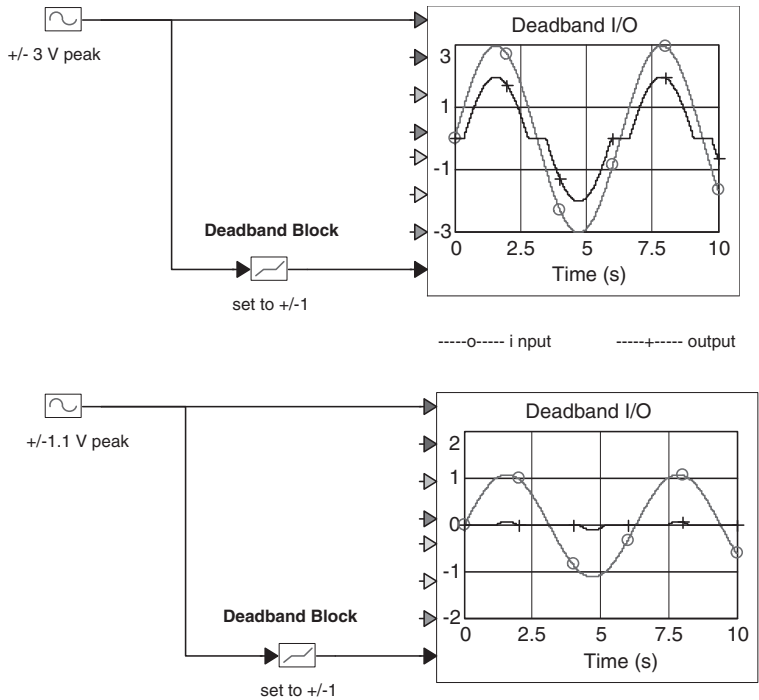 Deadband I/O
+/- 3 V peak
3
1
-1
-3
0 2.5 5 7.5 10
Time (s)
Deadband Block
set to +/-1
-----o----- i nput -----+----- output
Deadband I/O
+/-1.1 V peak
2
1
0
-1
-2
0 2.5 5 7.5 10
Time (s)
Deadband Block
set to +/-1